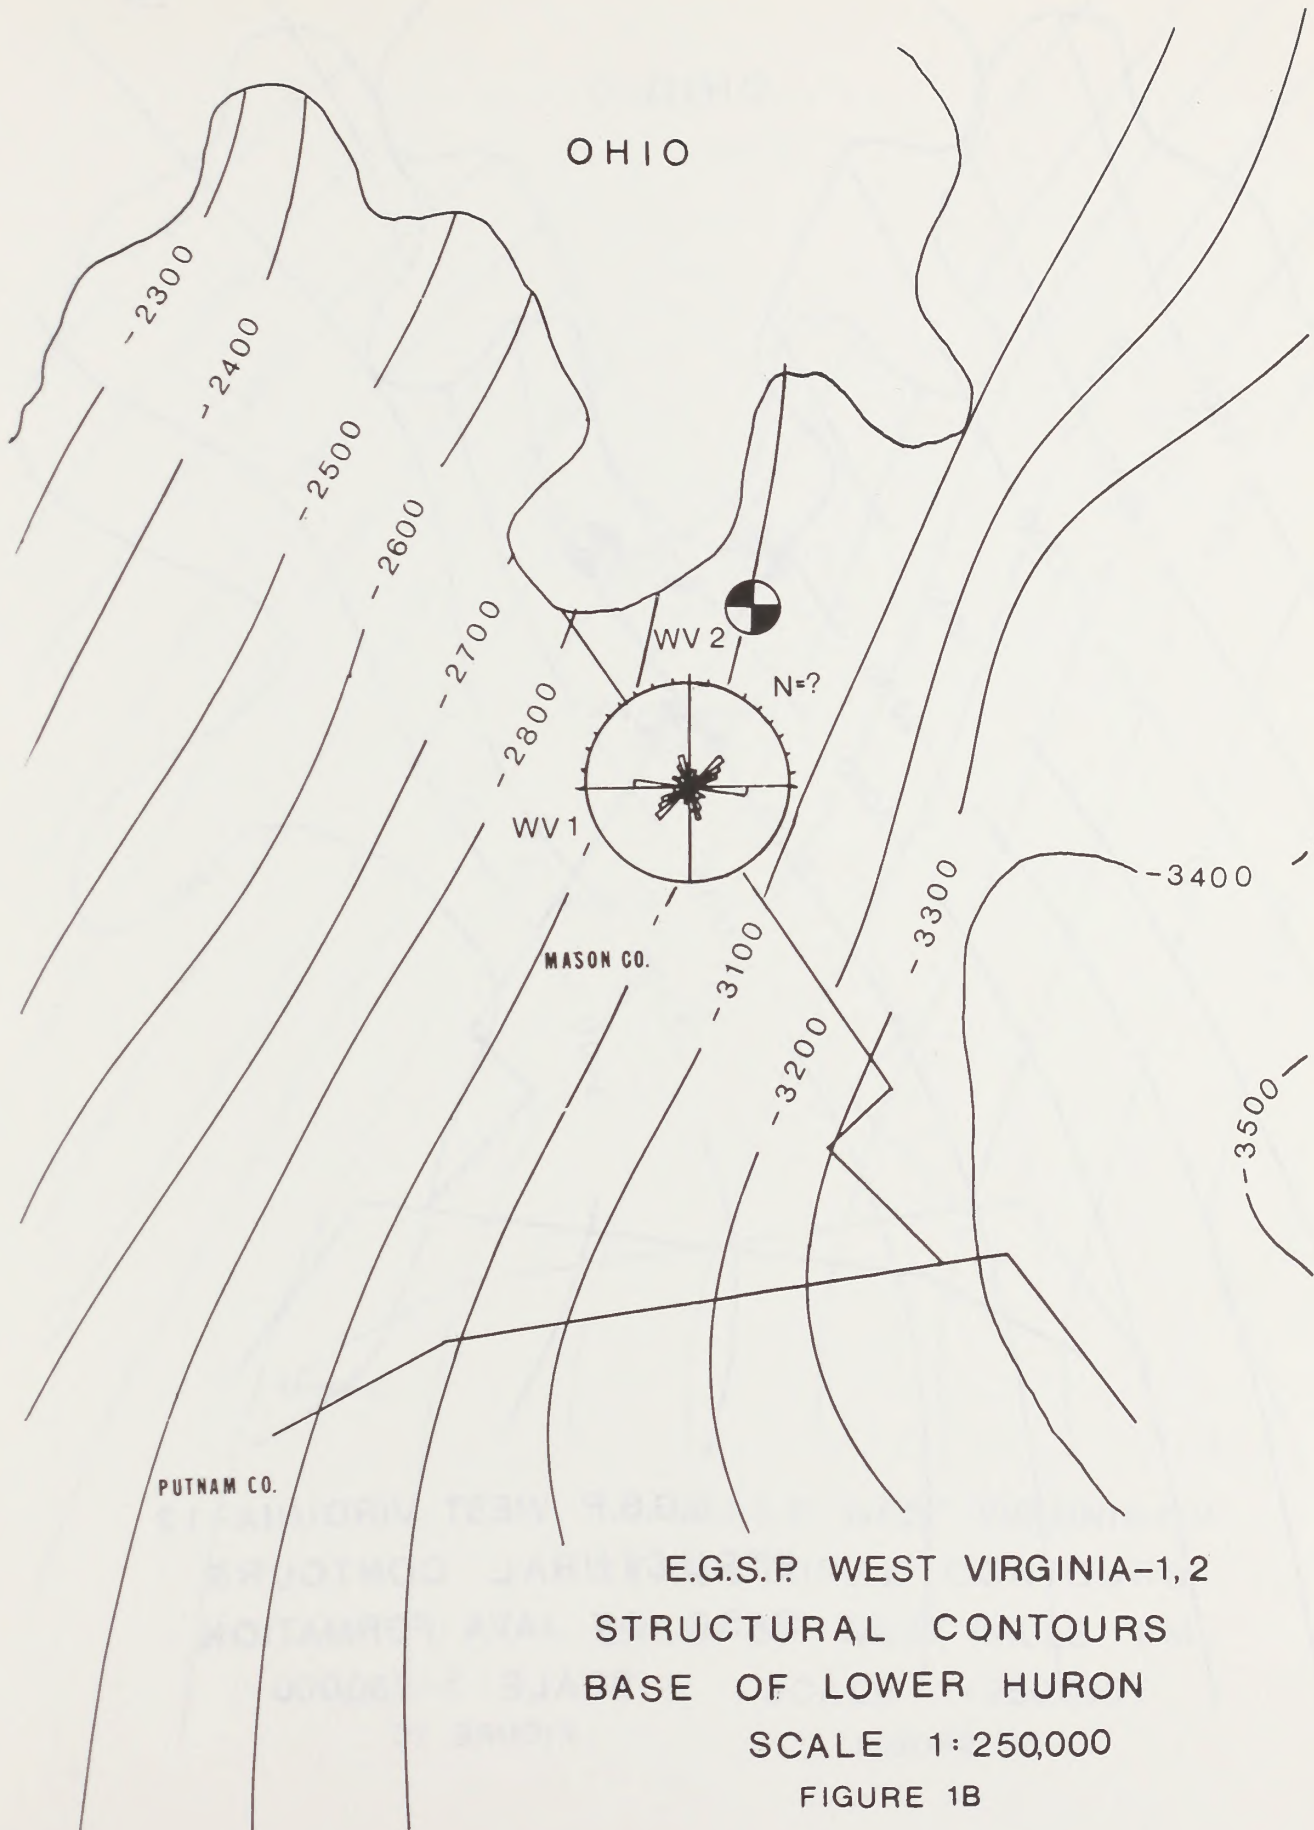 OHIO
-2300
-2400
-2500
-2600
-2700
-2800
WV 2
N=?
WV 1
-3400
-3300
-3100
MASON CO.
-3200
-3500
PUTNAM CO.
E.G.S.P. WEST VIRGINIA-1,2
STRUCTURAL CONTOURS
BASE OF LOWER HURON
SCALE 1:250,000
FIGURE 1B